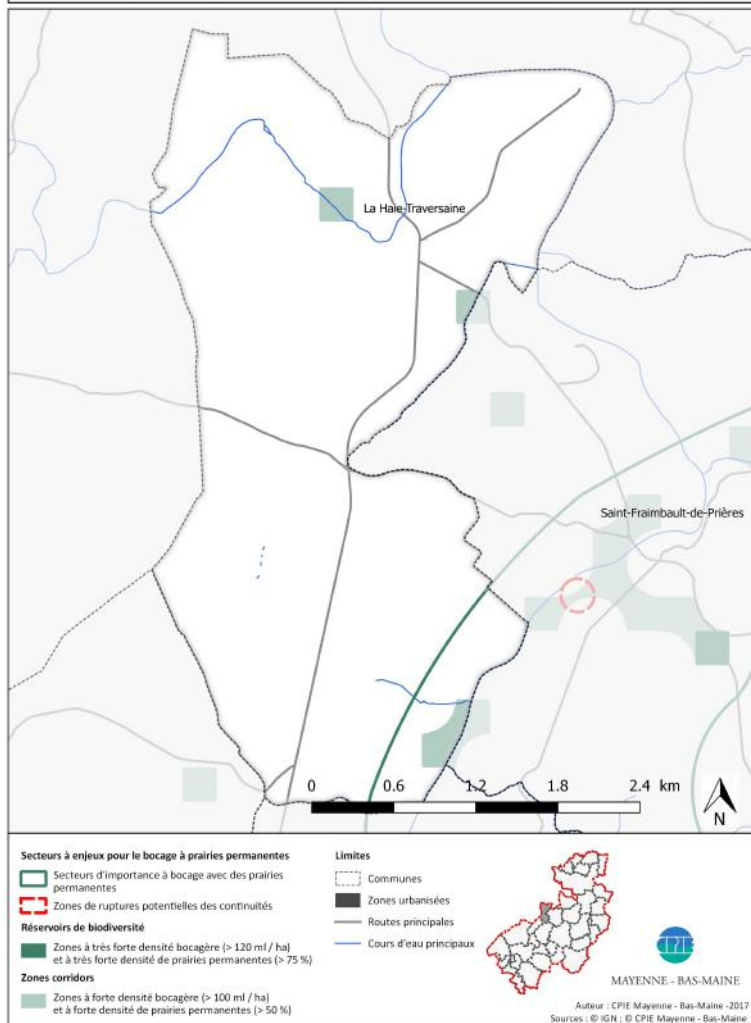 La Haie-Traversaine
Saint-Fraimbault-de-Prières
0 0.6 1.2 1.8 2.4 km
N
Secteurs à enjeux pour le bocage à prairies permanentes
Secteurs d'importance à bocage avec des prairies
permanentes
Zones de ruptures potentielles des continuités
Réservoirs de biodiversité
Zones à très forte densité bocagère (> 120 ml / ha)
et à très forte densité de prairies permanentes (> 75 %)
Zones corridors
Zones à forte densité bocagère (> 100 ml / ha)
et à forte densité de prairies permanentes (> 50 %)
Limites
Communes
Zones urbanisées
Routes principales
Cours d'eau principaux
CPIE
MAYENNE - BAS-MAINE
Auteur : CPIE Mayenne - Bas-Maine -2017
Sources : © IGN ; © CPIE Mayenne - Bas-Maine